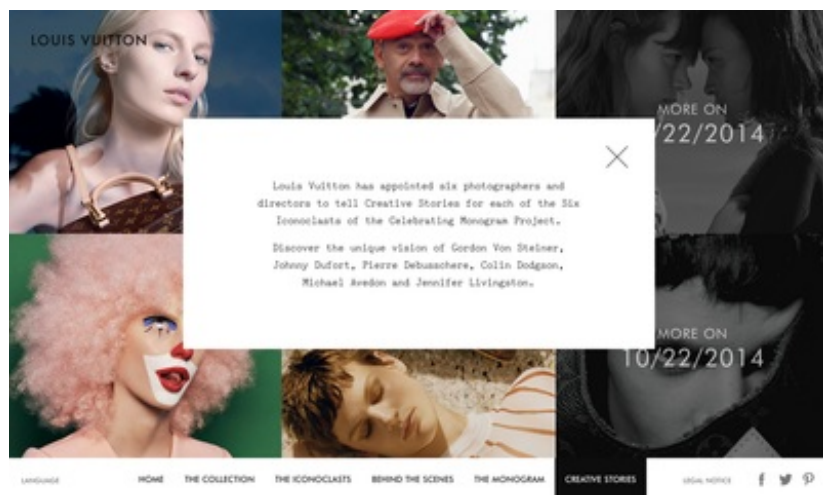 LOUIS VUITTON
MORE ON
/22/2014
Louis Vuitton has appointed six photographers and
directors to tell Creative Stories for each of the Six
Iconoclasts of the Celebrating Monogram Project.
Discover the unique vision of Gordon Von Steiner,
Johnny Dufort, Pierre Debusschere, Colin Dodgson,
Michael Avedon and Jennifer Livingston.
MORE ON
10/22/2014
LANGUAGE HOME THE COLLECTION THE ICONOCLASTS BEHIND THE SCENES THE MONOGRAM CREATIVE STORIES LEGAL NOTICE